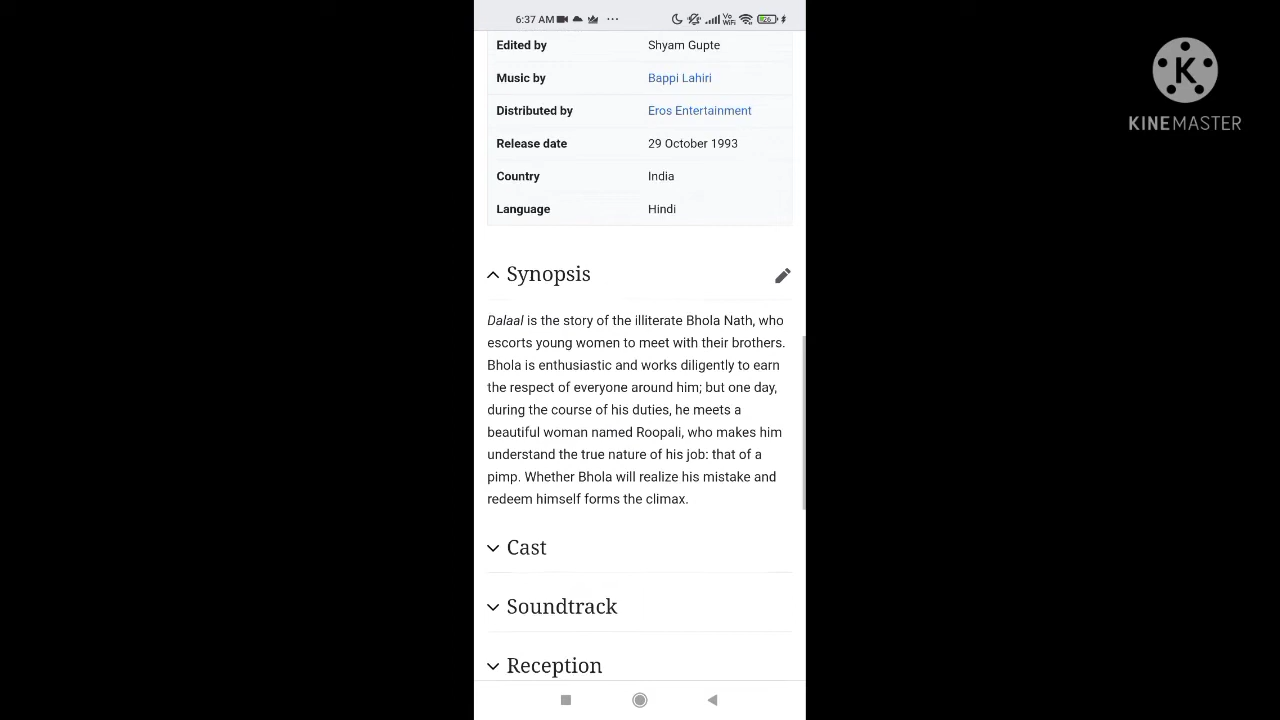 6:37 AM
Vo
WiFi
26
Edited by Shyam Gupte
Music by Bappi Lahiri
Distributed by Eros Entertainment
Release date 29 October 1993
Country India
Language Hindi
Synopsis
Dalaal is the story of the illiterate Bhola Nath, who
escorts young women to meet with their brothers.
Bhola is enthusiastic and works diligently to earn
the respect of everyone around him; but one day,
during the course of his duties, he meets a
beautiful woman named Roopali, who makes him
understand the true nature of his job: that of a
pimp. Whether Bhola will realize his mistake and
redeem himself forms the climax.
Cast
Soundtrack
Reception
K
KINEMASTER